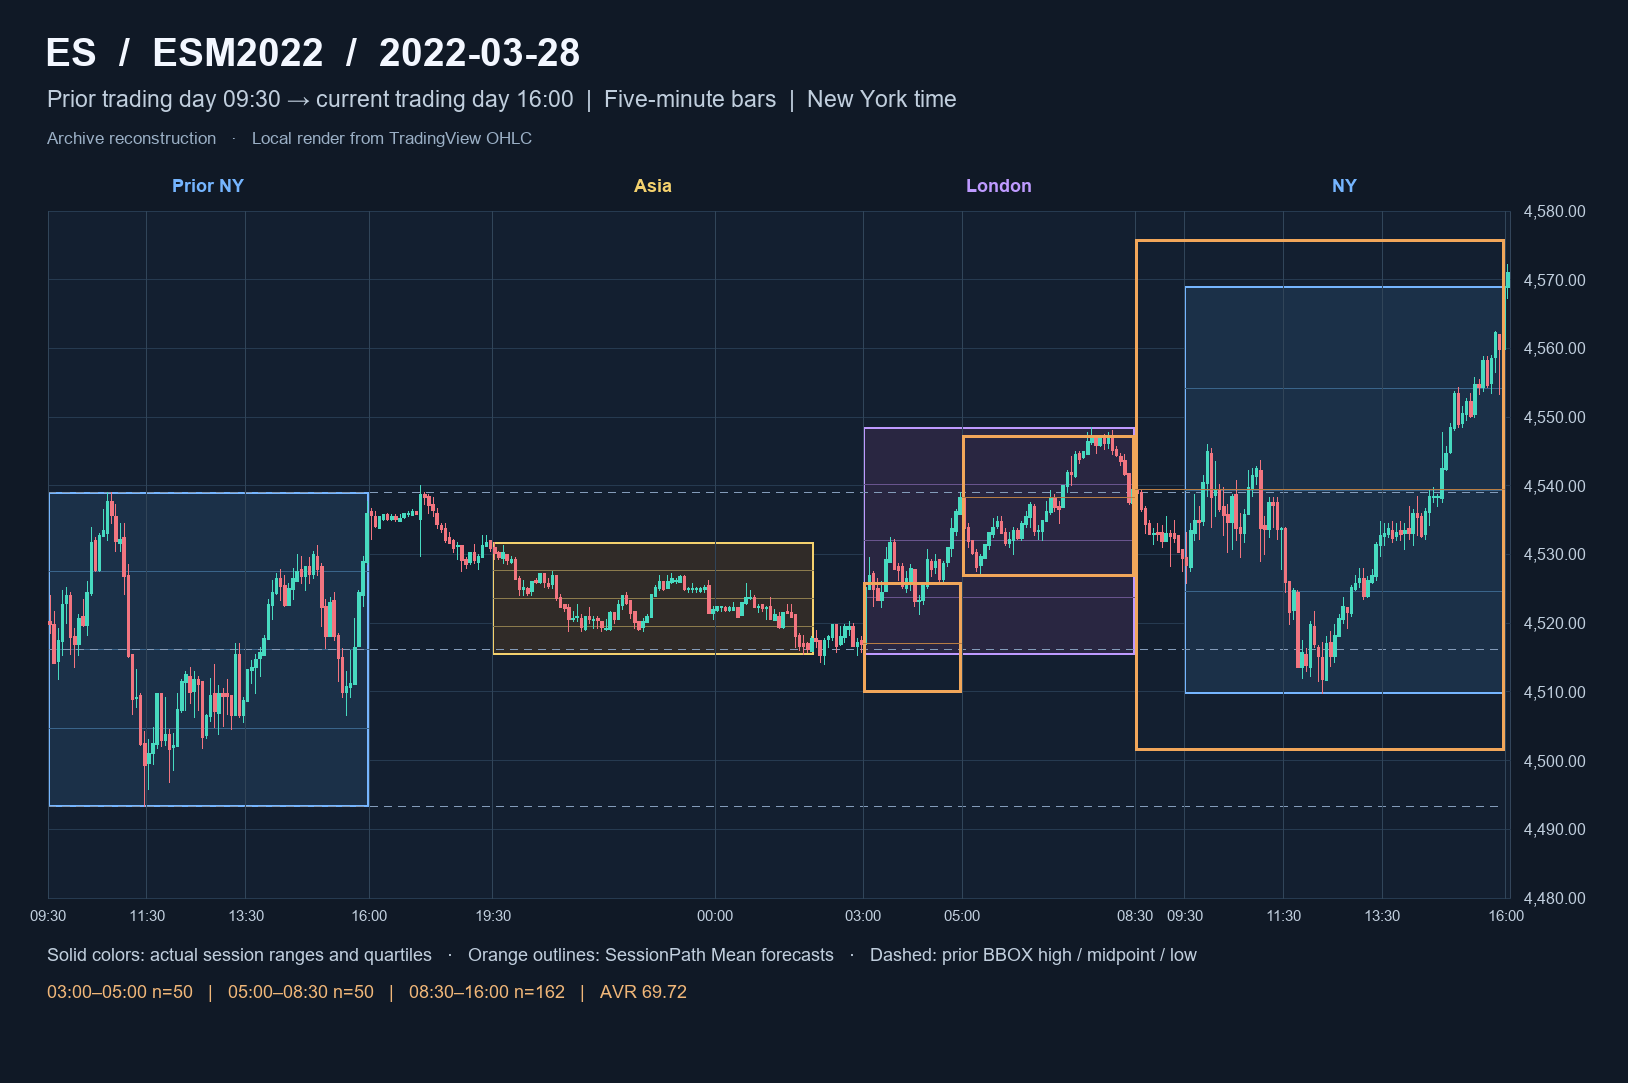 ES / ESM2022 / 2022-03-28
Prior trading day 09:30 → current trading day 16:00 | Five-minute bars | New York time
Archive reconstruction · Local render from TradingView OHLC
Prior NY Asia London NY
4,580.00
4,570.00
4,560.00
4,550.00
4,540.00
4,530.00
4,520.00
4,510.00
4,500.00
4,490.00
4,480.00
09:30 11:30 13:30 16:00 19:30 00:00 03:00 05:00 08:30 09:30 11:30 13:30 16:00
Solid colors: actual session ranges and quartiles · Orange outlines: SessionPath Mean forecasts · Dashed: prior BBOX high / midpoint / low
03:00–05:00 n=50 | 05:00–08:30 n=50 | 08:30–16:00 n=162 | AVR 69.72